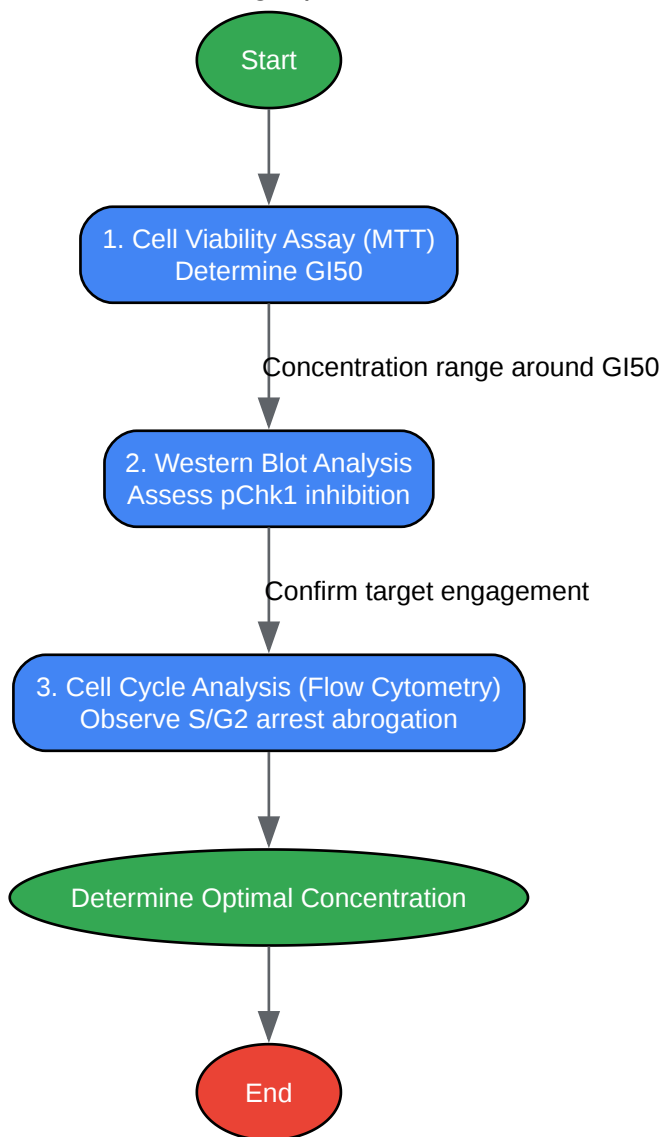 Start
1. Cell Viability Assay (MTT)
Determine GI50
Concentration range around GI50
2. Western Blot Analysis
Assess pChk1 inhibition
Confirm target engagement
3. Cell Cycle Analysis (Flow Cytometry)
Observe S/G2 arrest abrogation
Determine Optimal Concentration
End